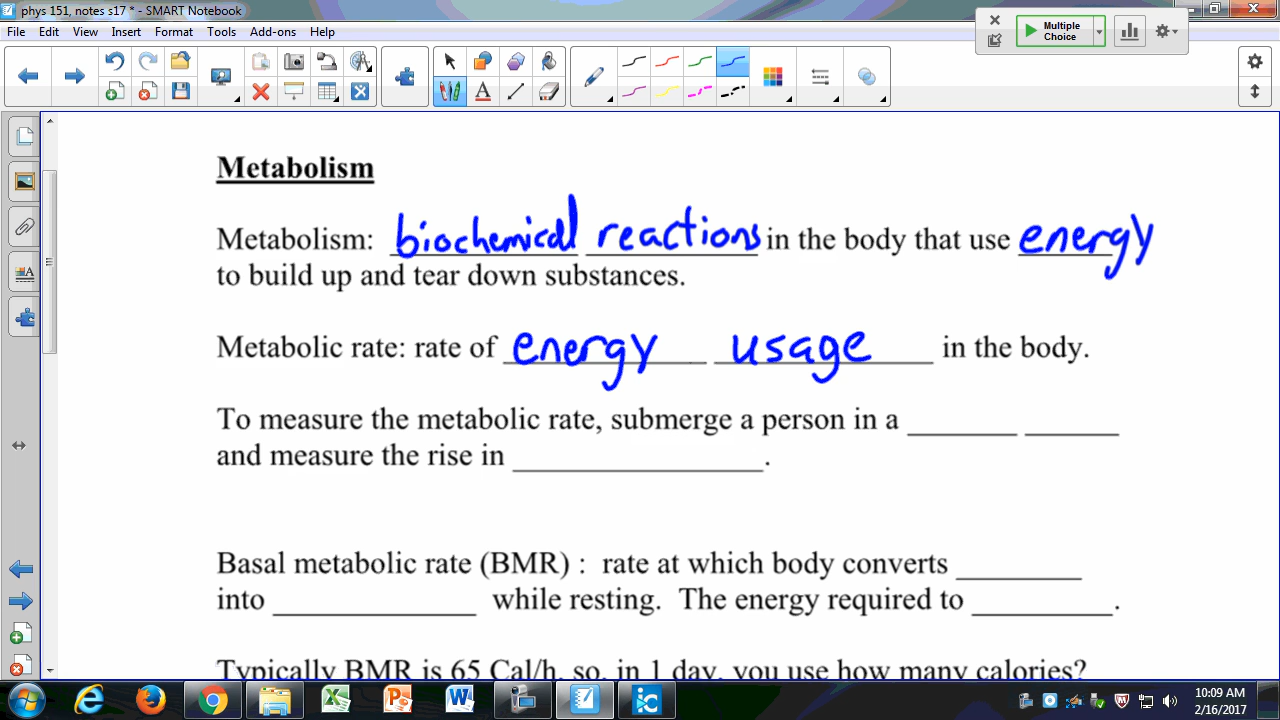 phys 151, notes s17 * - SMART Notebook
File Edit View Insert Format Tools Add-ons Help
Multiple
Choice
Metabolism
Metabolism: biochemical reactions in the body that use energy
to build up and tear down substances.
Metabolic rate: rate of energy usage in the body.
To measure the metabolic rate, submerge a person in a ________ _______
and measure the rise in __________________.
Basal metabolic rate (BMR) : rate at which body converts _________
into ______________ while resting. The energy required to __________.
Typically BMR is 65 Cal/h, so, in 1 day, you use how many calories?
10:09 AM
2/16/2017